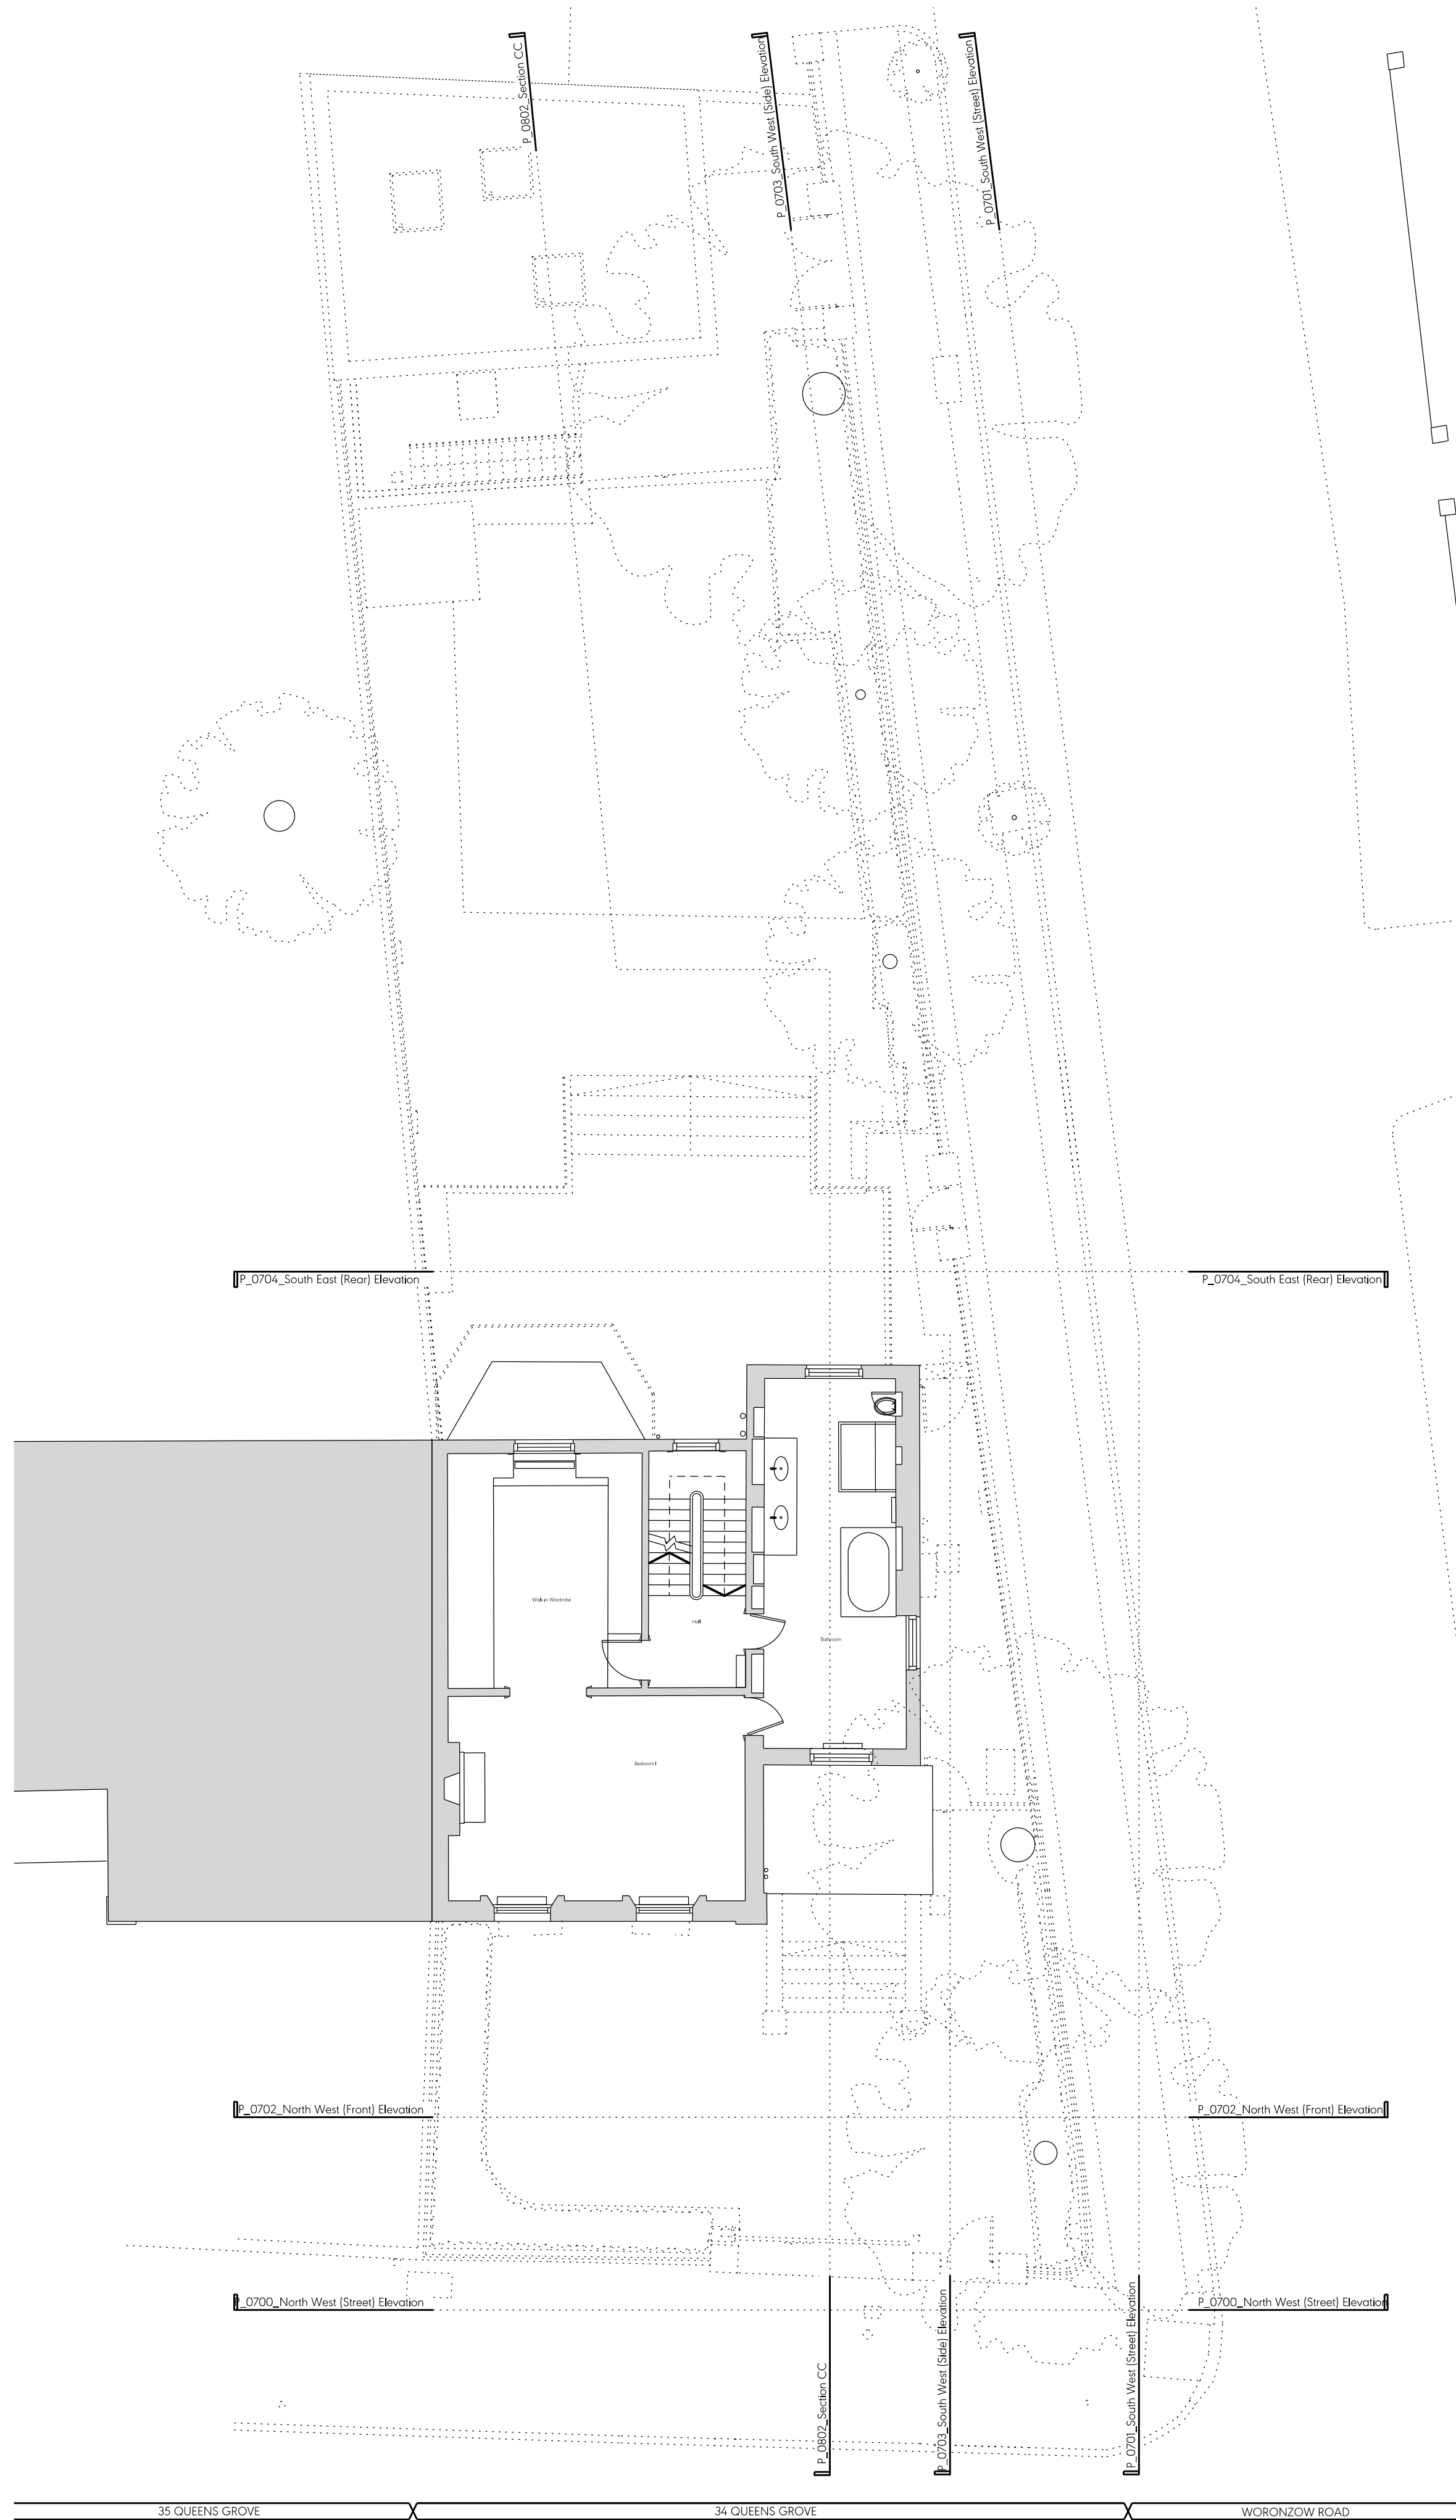 P_0802_Section CC
P_0703_South West (Side) Elevation
P_0701_South West (Street) Elevation
P_0704_South East (Rear) Elevation
P_0704_South East (Rear) Elevation
Walk in Wardrobe
Hall
Bathroom
Bedroom 1
P_0702_North West (Front) Elevation
P_0702_North West (Front) Elevation
P_0700_North West (Street) Elevation
P_0700_North West (Street) Elevation
P_0802_Section CC
P_0703_South West (Side) Elevation
P_0701_South West (Street) Elevation
35 QUEENS GROVE
34 QUEENS GROVE
WORONZOW ROAD